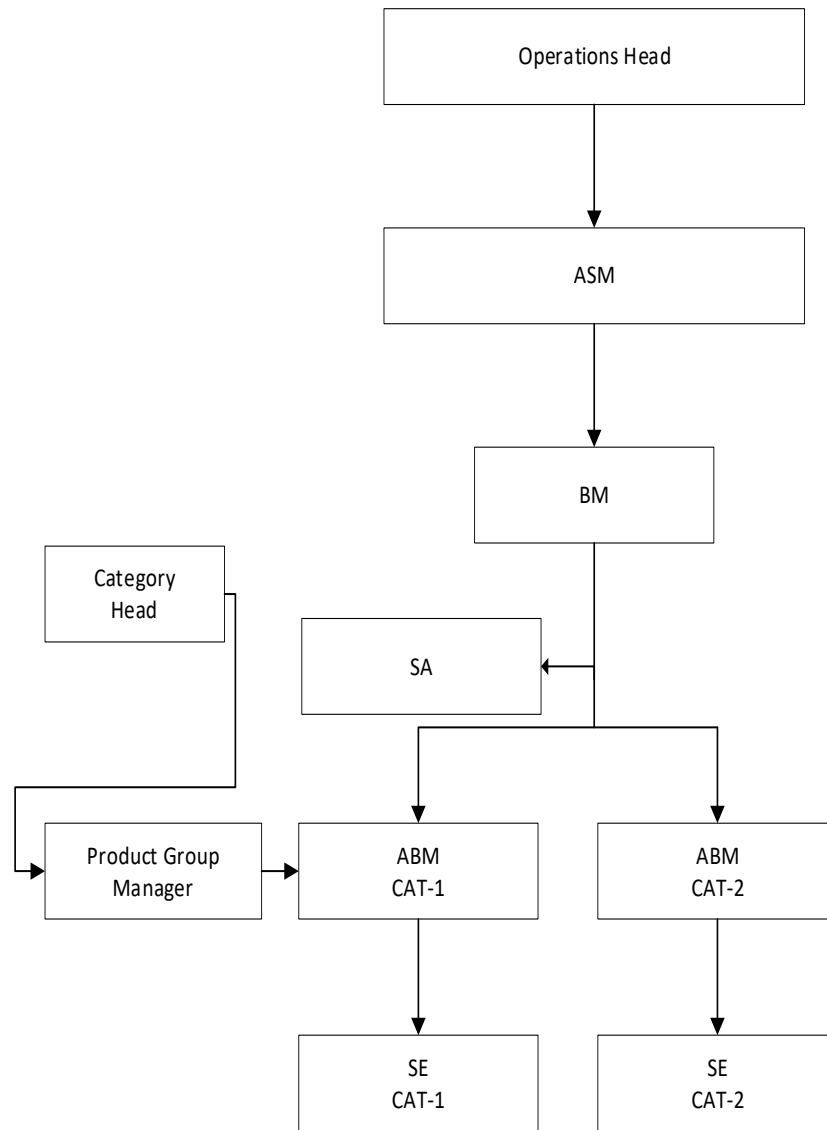 Operations Head
ASM
BM
Category
Head
SA
Product Group
Manager
ABM
CAT-1
ABM
CAT-2
SE
CAT-1
SE
CAT-2